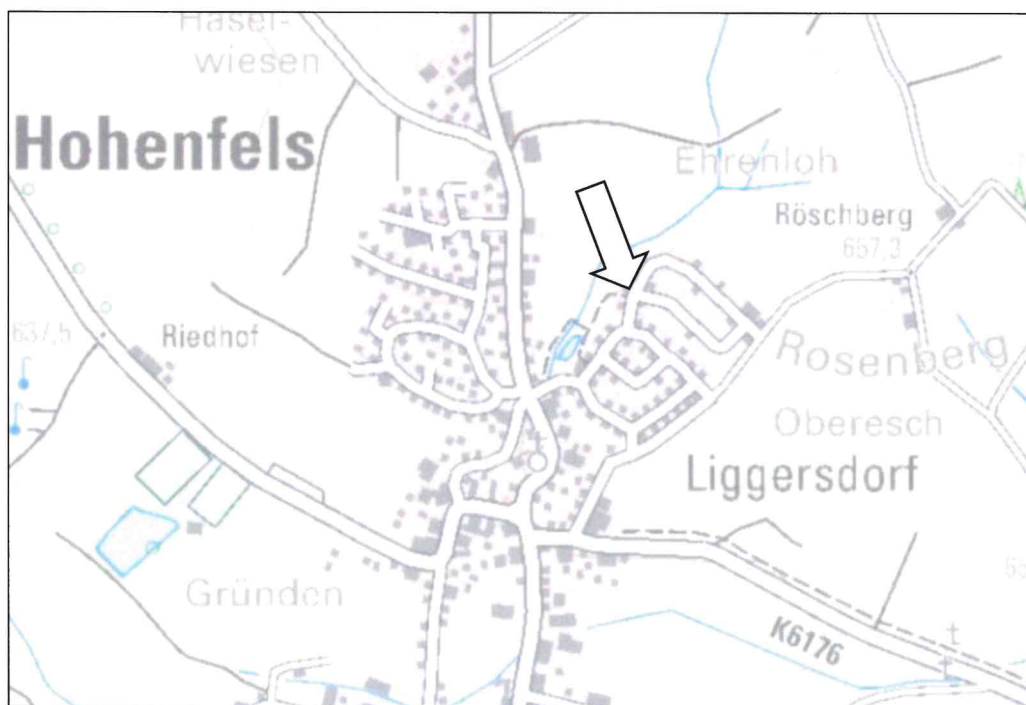 Hasel-
wiesen
Hohenfels
Ehrenloh
Röschberg
657,3
637,5
Riedhof
Rosenberg
Oberesch
Liggersdorf
Gründen
K6176